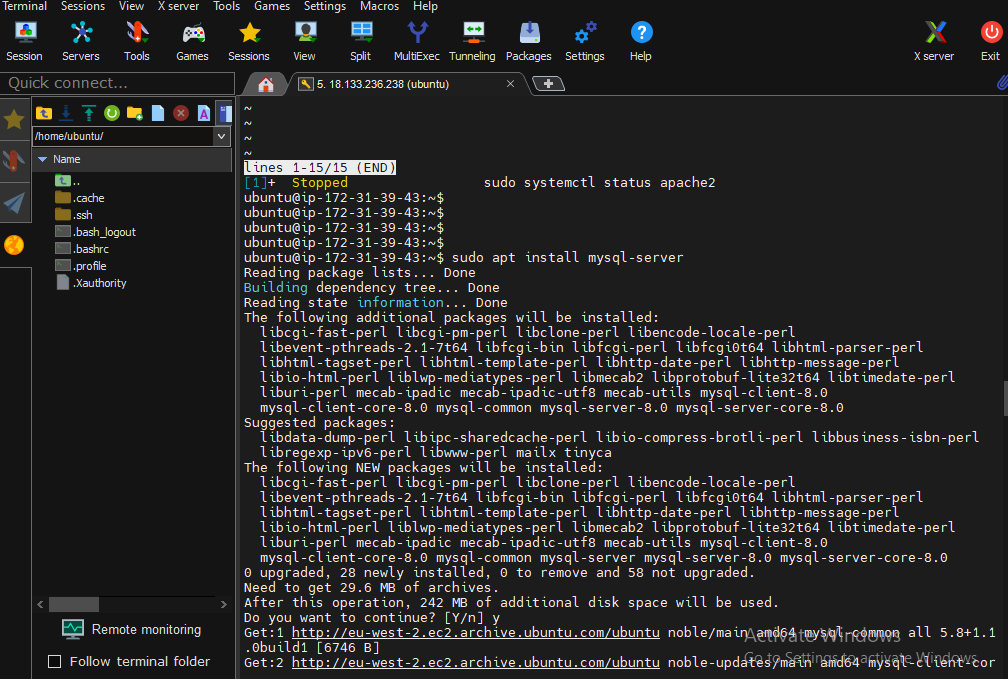 Terminal Sessions View X server Tools Games Settings Macros Help
Session Servers Tools Games Sessions View Split MultiExec Tunneling Packages Settings Help X server Exit
Quick connect...
5. 18.133.236.238 (ubuntu)
/home/ubuntu/
Name
..
.cache
.ssh
.bash_logout
.bashrc
.profile
.Xauthority
Remote monitoring
Follow terminal folder
~
~
~
~
lines 1-15/15 (END)
[1]+  Stopped                 sudo systemctl status apache2
ubuntu@ip-172-31-39-43:~$
ubuntu@ip-172-31-39-43:~$
ubuntu@ip-172-31-39-43:~$
ubuntu@ip-172-31-39-43:~$
ubuntu@ip-172-31-39-43:~$ sudo apt install mysql-server
Reading package lists... Done
Building dependency tree... Done
Reading state information... Done
The following additional packages will be installed:
  libcgi-fast-perl libcgi-pm-perl libclone-perl libencode-locale-perl
  libevent-pthreads-2.1-7t64 libfcgi-bin libfcgi-perl libfcgi0t64 libhtml-parser-perl
  libhtml-tagset-perl libhtml-template-perl libhttp-date-perl libhttp-message-perl
  libio-html-perl liblwp-mediatypes-perl libmecab2 libprotobuf-lite32t64 libtimedate-perl
  liburi-perl mecab-ipadic mecab-ipadic-utf8 mecab-utils mysql-client-8.0
  mysql-client-core-8.0 mysql-common mysql-server-8.0 mysql-server-core-8.0
Suggested packages:
  libdata-dump-perl libipc-sharedcache-perl libio-compress-brotli-perl libbusiness-isbn-perl
  libregexp-ipv6-perl libwww-perl mailx tinyca
The following NEW packages will be installed:
  libcgi-fast-perl libcgi-pm-perl libclone-perl libencode-locale-perl
  libevent-pthreads-2.1-7t64 libfcgi-bin libfcgi-perl libfcgi0t64 libhtml-parser-perl
  libhtml-tagset-perl libhtml-template-perl libhttp-date-perl libhttp-message-perl
  libio-html-perl liblwp-mediatypes-perl libmecab2 libprotobuf-lite32t64 libtimedate-perl
  liburi-perl mecab-ipadic mecab-ipadic-utf8 mecab-utils mysql-client-8.0
  mysql-client-core-8.0 mysql-common mysql-server mysql-server-8.0 mysql-server-core-8.0
0 upgraded, 28 newly installed, 0 to remove and 58 not upgraded.
Need to get 29.6 MB of archives.
After this operation, 242 MB of additional disk space will be used.
Do you want to continue? [Y/n] y
Get:1 http://eu-west-2.ec2.archive.ubuntu.com/ubuntu noble/main amd64 mysql-common all 5.8+1.1
.0build1 [6746 B]
Get:2 http://eu-west-2.ec2.archive.ubuntu.com/ubuntu noble-updates/main amd64 mysql-client-cor
Activate Windows
Go to Settings to activate Windows.